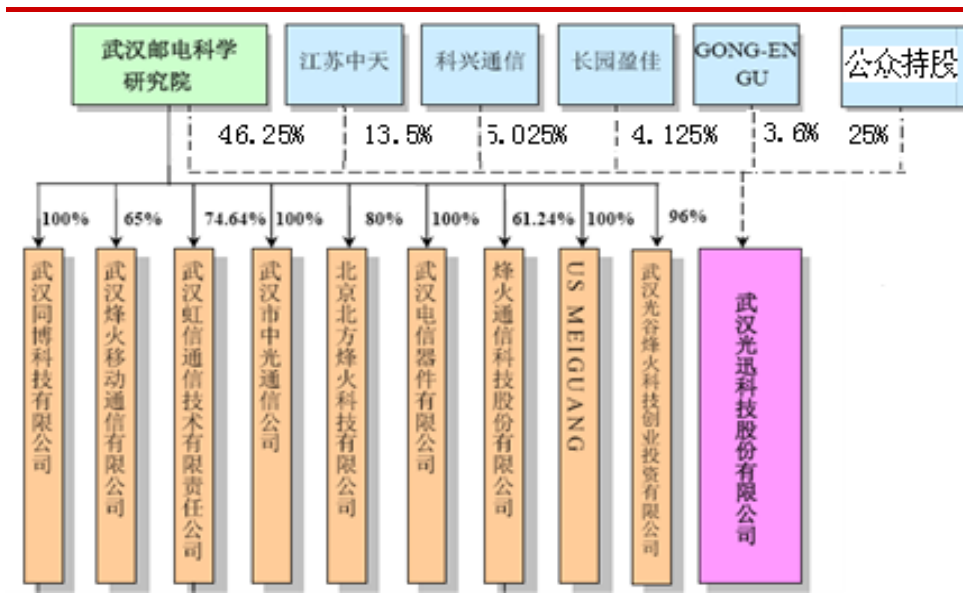 武汉邮电科学
研究院
江苏中天
科兴通信
长园盈佳
GONG-EN
GU
公众持股
46.25%
13.5%
5.025%
4.125%
3.6%
25%
100%
65%
74.64%
100%
80%
100%
61.24%
100%
96%
武汉同博科技有限公司
武汉烽火移动通信有限公司
武汉虹信通信技术有限责任公司
武汉市中光通信公司
北京北方烽火科技有限公司
武汉电信器件有限公司
烽火通信科技股份有限公司
US MEIGUANG
武汉光谷烽火科技创业投资有限公司
武汉光迅科技股份有限公司